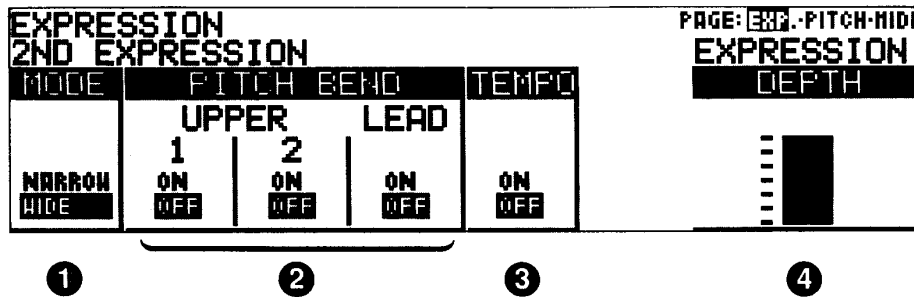 EXPRESSION
2ND EXPRESSION
PAGE: EXP.·PITCH·MIDI
EXPRESSION
MODE
PITCH BEND
TEMPO
DEPTH
UPPER LEAD
1 2
NARROW ON ON ON ON
WIDE OFF OFF OFF OFF
1 2 3 4